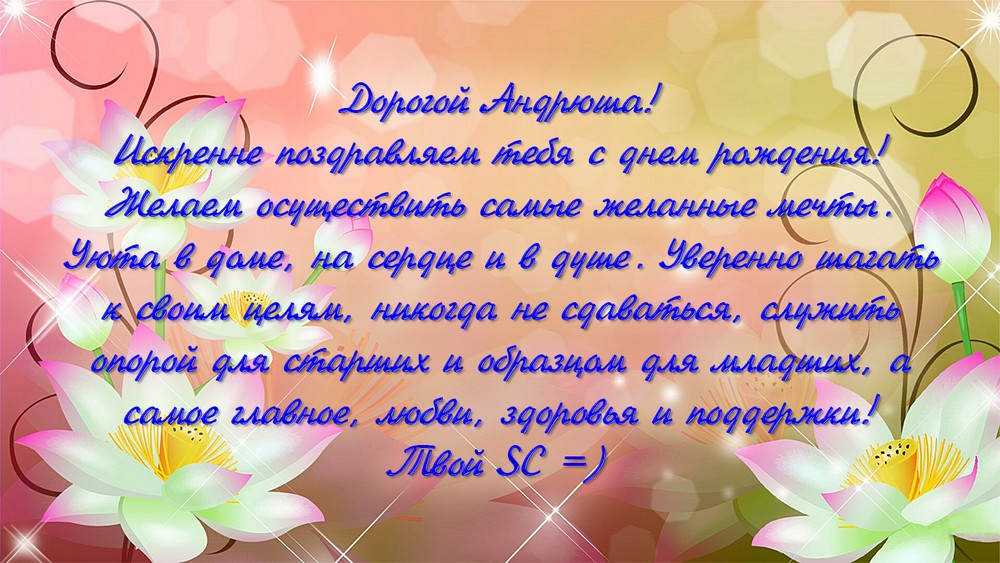 Дорогой Андрюша!
Искренне поздравляем тебя с днем рождения!
Желаем осуществить самые желанные мечты.
Уюта в доме, на сердце и в душе. Уверенно шагать
к своим целям, никогда не сдаваться, служить
опорой для старших и образцом для младших, а
самое главное, любви, здоровья и поддержки!
Твой SC =)